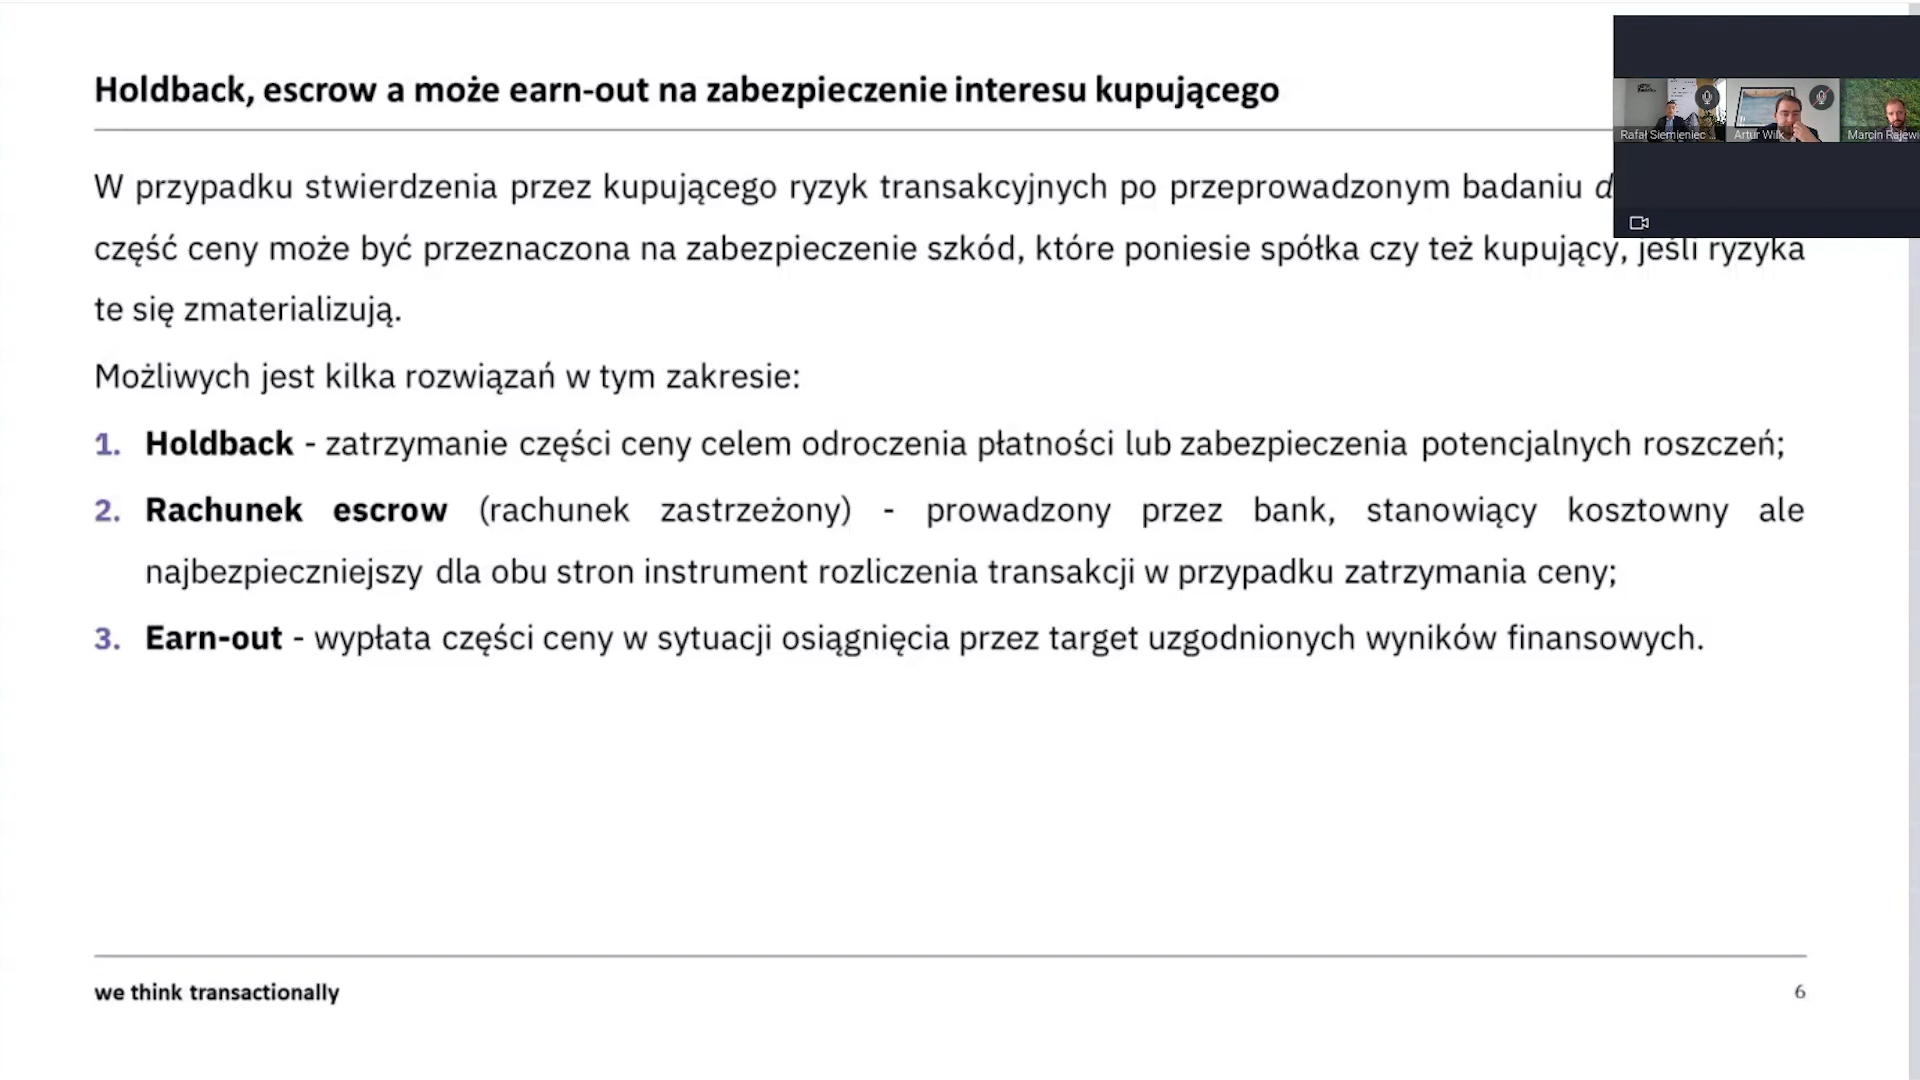 Holdback, escrow a może earn-out na zabezpieczenie interesu kupującego
Rafał Siemieniec ...
Artur Wilk
Marcin Rajewi
W przypadku stwierdzenia przez kupującego ryzyk transakcyjnych po przeprowadzonym badaniu d
część ceny może być przeznaczona na zabezpieczenie szkód, które poniesie spółka czy też kupujący, jeśli ryzyka
te się zmaterializują.
Możliwych jest kilka rozwiązań w tym zakresie:
1. Holdback - zatrzymanie części ceny celem odroczenia płatności lub zabezpieczenia potencjalnych roszczeń;
2. Rachunek escrow (rachunek zastrzeżony) - prowadzony przez bank, stanowiący kosztowny ale
najbezpieczniejszy dla obu stron instrument rozliczenia transakcji w przypadku zatrzymania ceny;
3. Earn-out - wypłata części ceny w sytuacji osiągnięcia przez target uzgodnionych wyników finansowych.
we think transactionally
6